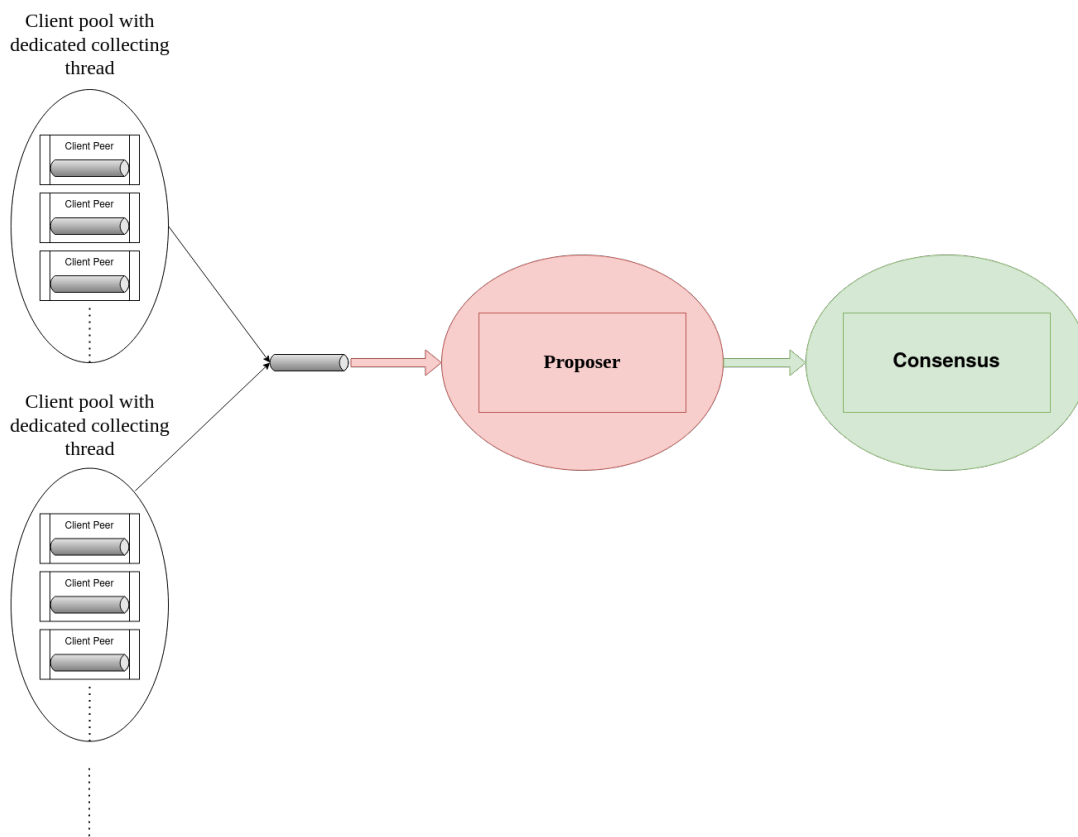 Client pool with
dedicated collecting
thread
Client Peer
Client Peer
Client Peer
Proposer
Consensus
Client pool with
dedicated collecting
thread
Client Peer
Client Peer
Client Peer